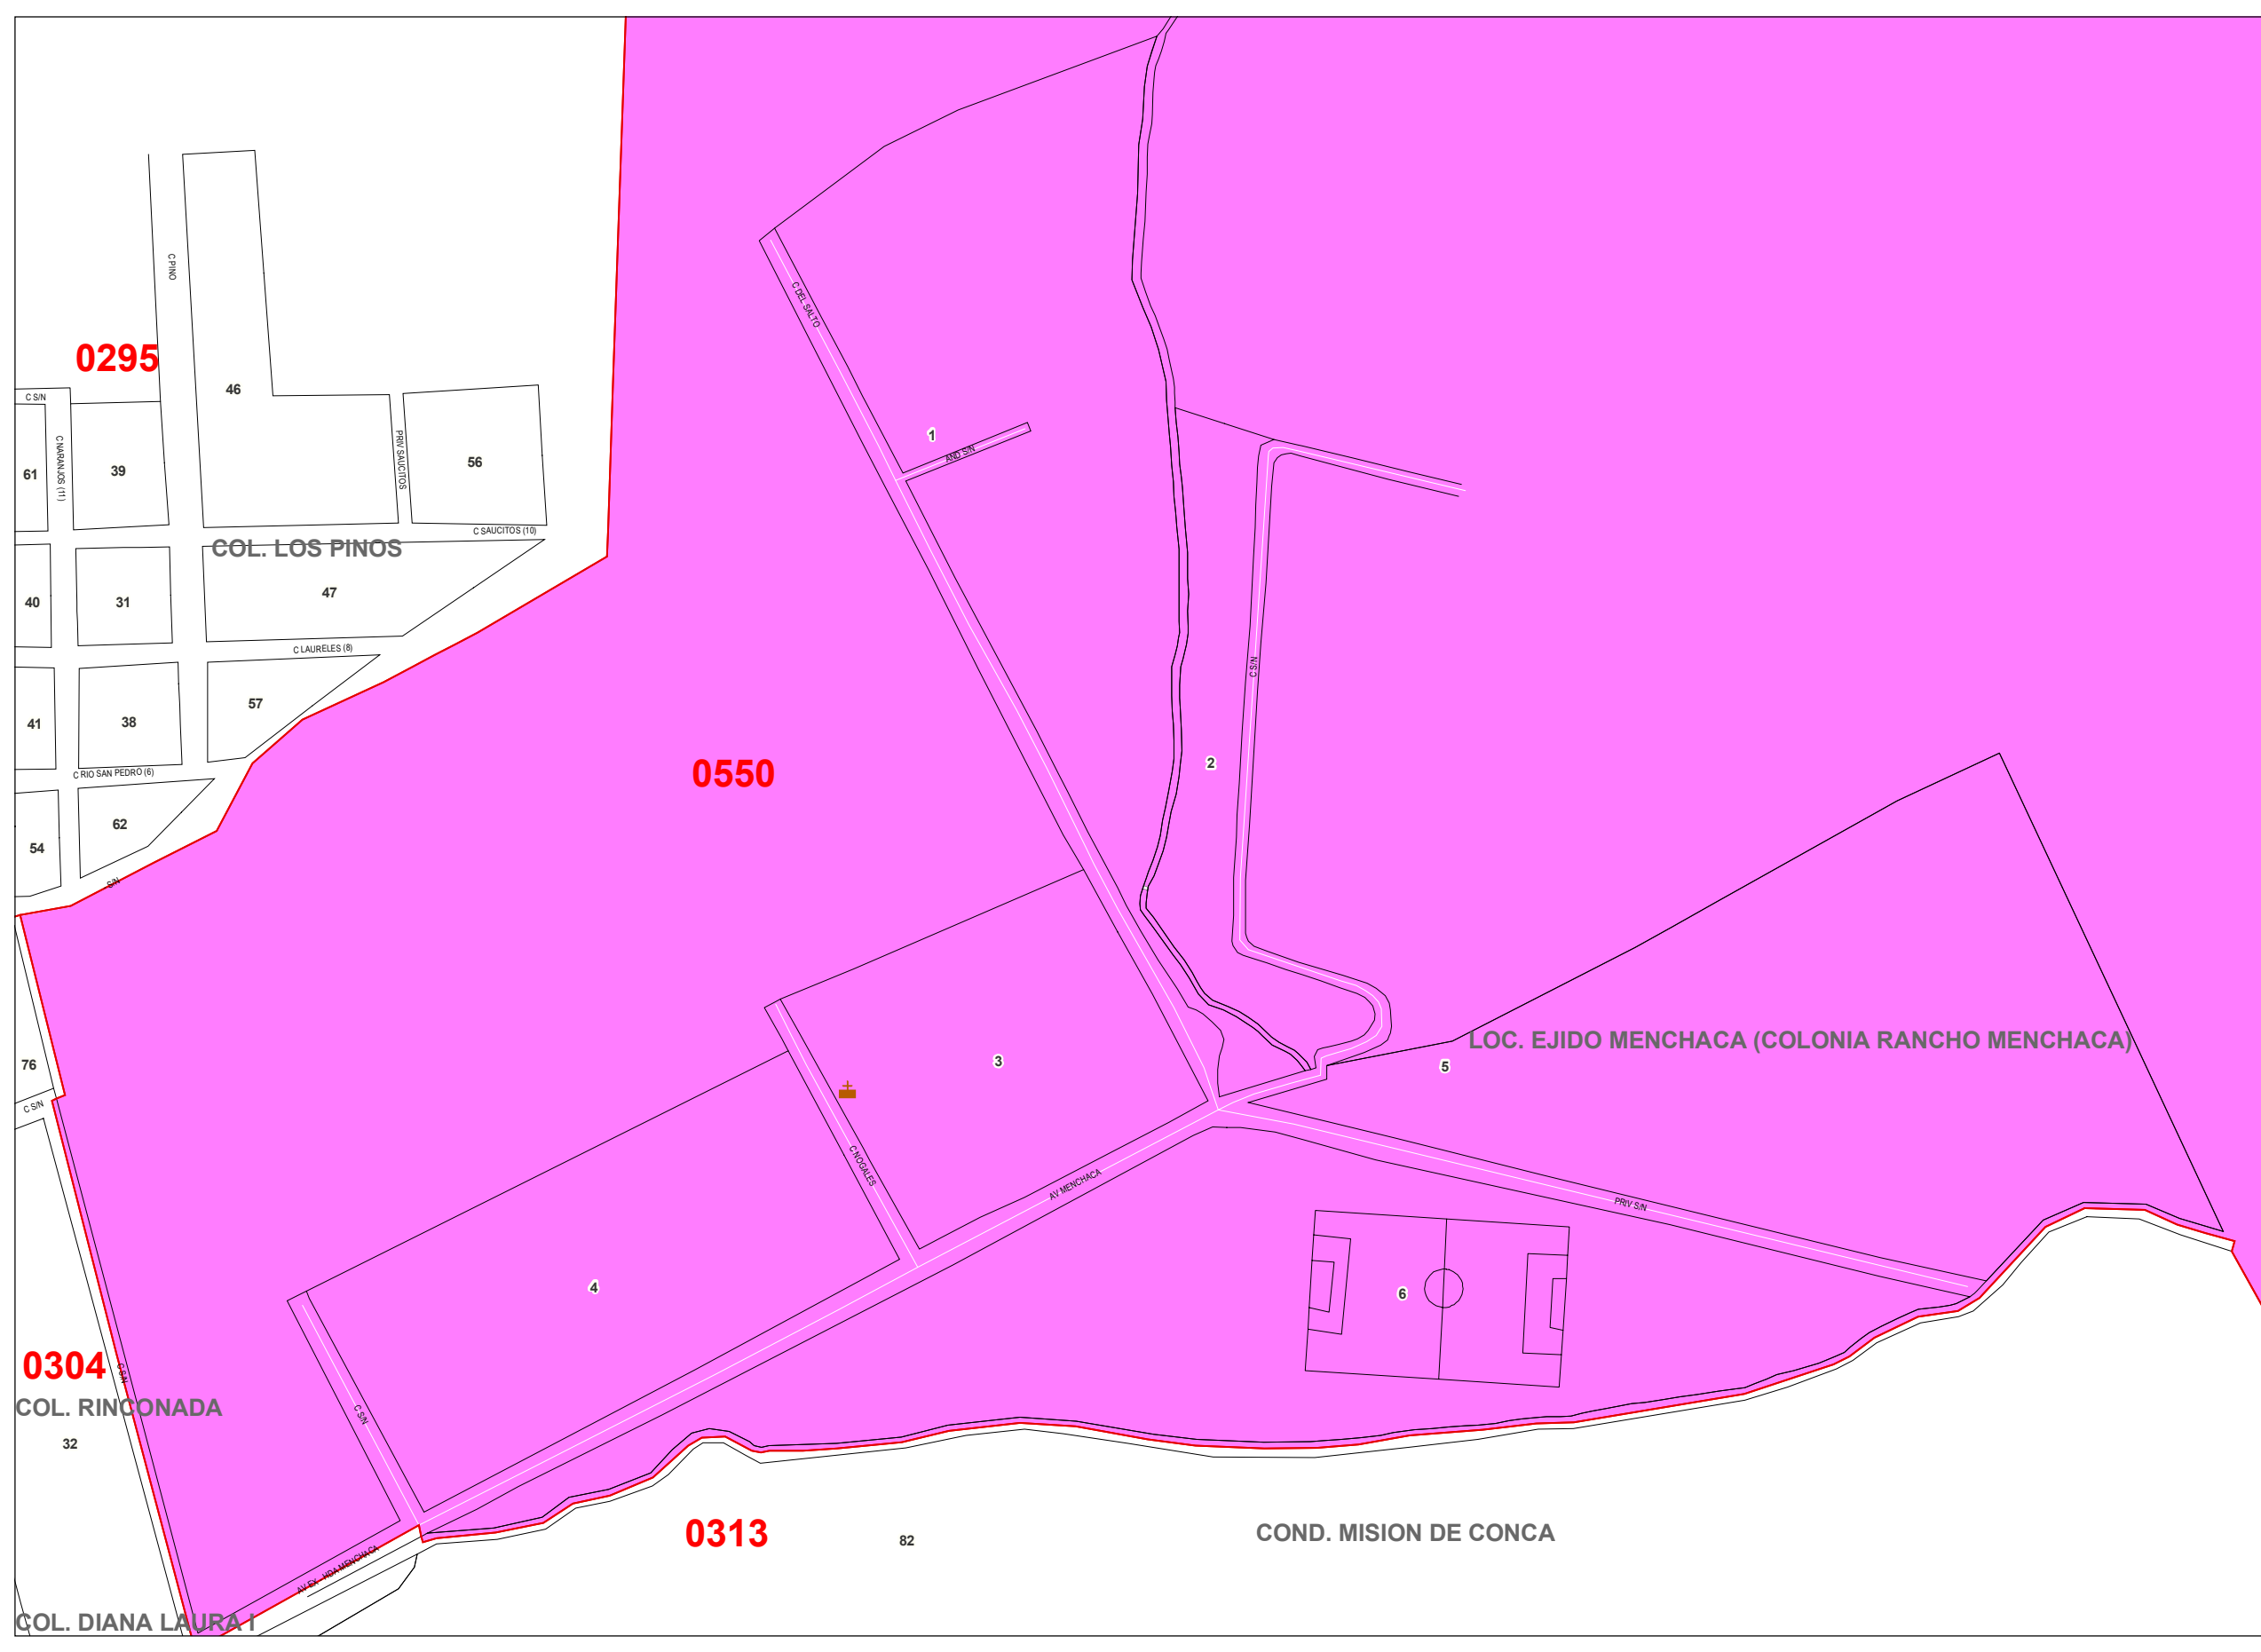 C DEL SALTO
C PINO
0295
46
C S/N
C NARANJOS (11)
61
39
PRIV SAUCITOS
56
1
AND S/N
C SAUCITOS (10)
COL. LOS PINOS
40
31
47
C LAURELES (8)
C S/N
41
38
57
C RIO SAN PEDRO (6)
0550
2
54
62
S/N
76
C S/N
3
LOC. EJIDO MENCHACA (COLONIA RANCHO MENCHACA)
5
C NOGALES
AV MENCHACA
PRIV S/N
4
6
0304
C S/N
COL. RINCONADA
C S/N
32
0313
82
COND. MISION DE CONCA
AV EX - HDA MENCHACA
COL. DIANA LAURA I